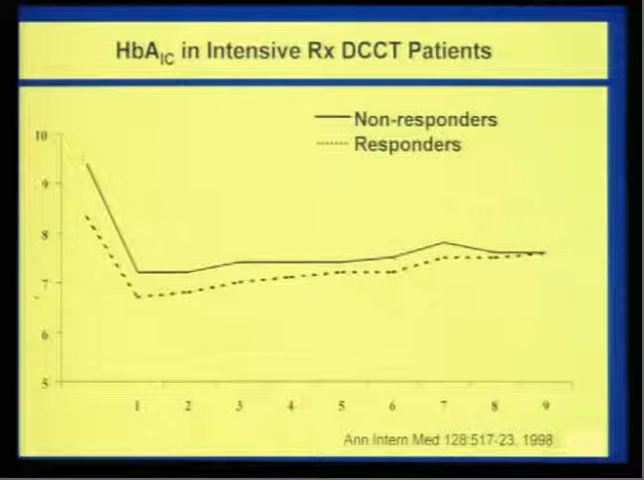 HbA1C in Intensive Rx DCCT Patients
Non-responders
Responders
10
9
8
7
6
5
1 2 3 4 5 6 7 8 9
Ann Intern Med 128:517-23, 1998